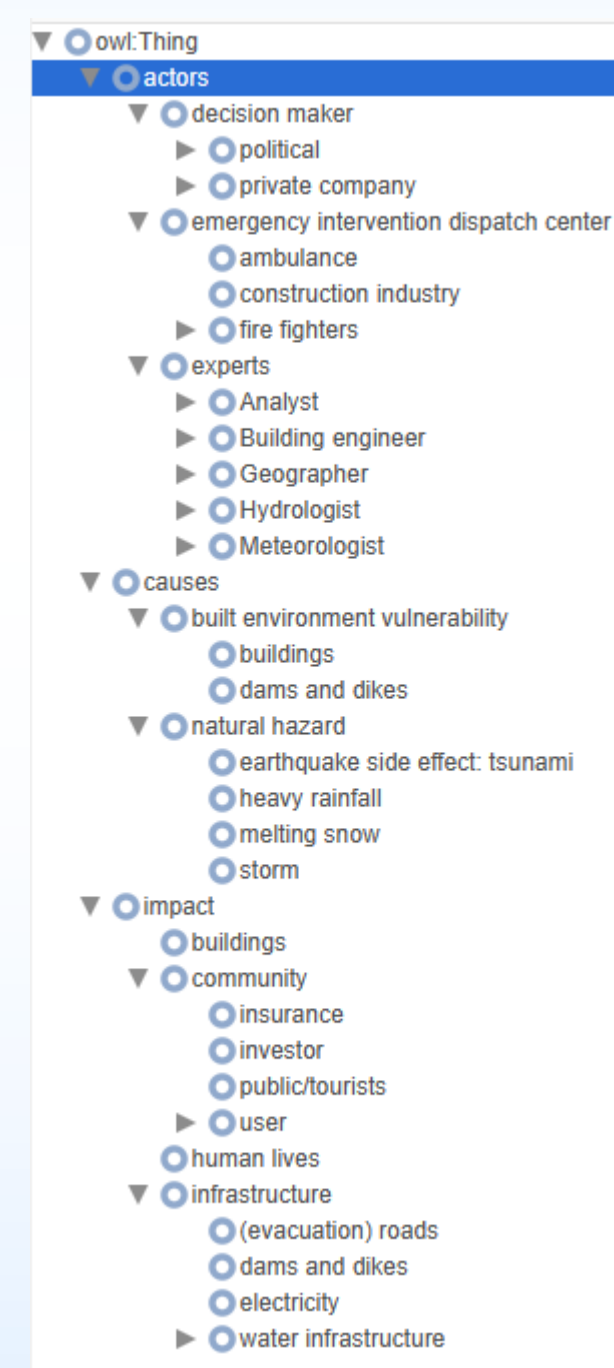 owl:Thing
actors
decision maker
political
private company
emergency intervention dispatch center
ambulance
construction industry
fire fighters
experts
Analyst
Building engineer
Geographer
Hydrologist
Meteorologist
causes
built environment vulnerability
buildings
dams and dikes
natural hazard
earthquake side effect: tsunami
heavy rainfall
melting snow
storm
impact
buildings
community
insurance
investor
public/tourists
user
human lives
infrastructure
(evacuation) roads
dams and dikes
electricity
water infrastructure